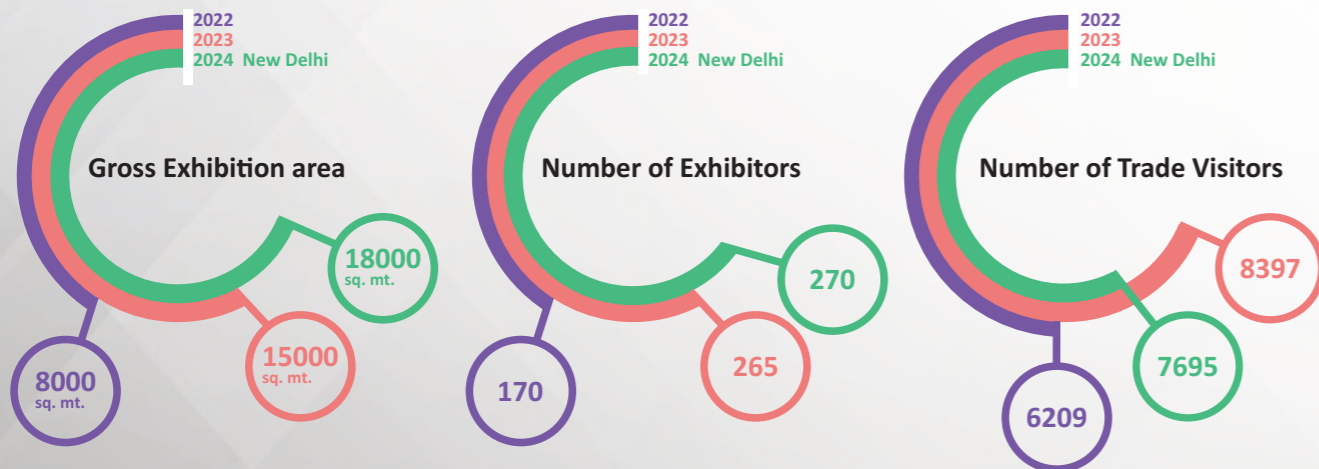 2022
2023
2024 New Delhi
Gross Exhibition area
18000
sq. mt.
15000
sq. mt.
8000
sq. mt.
2022
2023
2024 New Delhi
Number of Exhibitors
270
265
170
2022
2023
2024 New Delhi
Number of Trade Visitors
8397
7695
6209